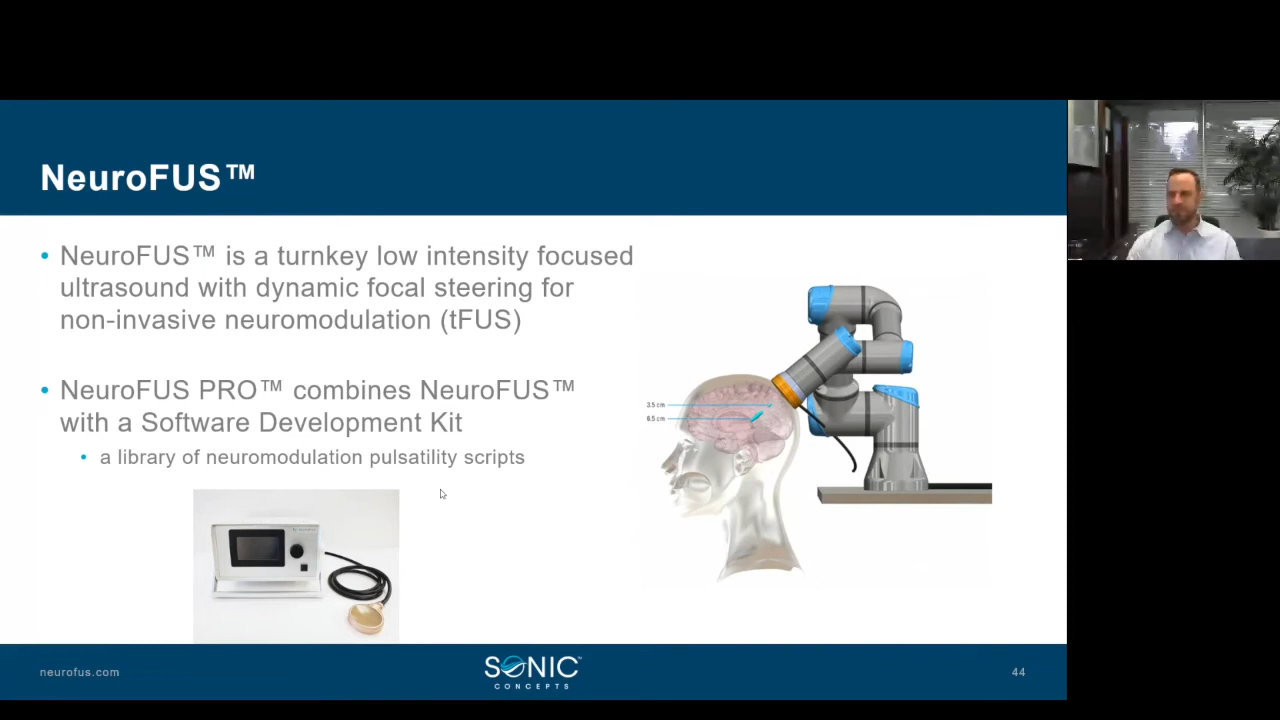 NeuroFUS™
• NeuroFUS™ is a turnkey low intensity focused
ultrasound with dynamic focal steering for
non-invasive neuromodulation (tFUS)
• NeuroFUS PRO™ combines NeuroFUS™
with a Software Development Kit
• a library of neuromodulation pulsatility scripts
3.5 cm
6.5 cm
neurofus.com
SONIC™
CONCEPTS
44